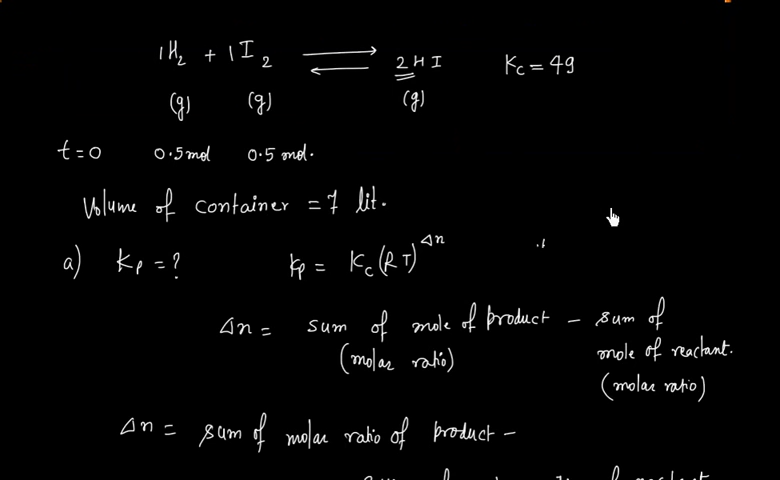 1H₂ + 1I₂ ⇌ 2HI Kc = 49
(g) (g) (g)
t=0 0.5mol 0.5 mol.
Volume of container = 7 lit.
a) Kp = ? Kp = Kc (RT)^Δn
Δn = sum of mole of product – sum of
(molar ratio) mole of reactant.
(molar ratio)
Δn = sum of molar ratio of product –